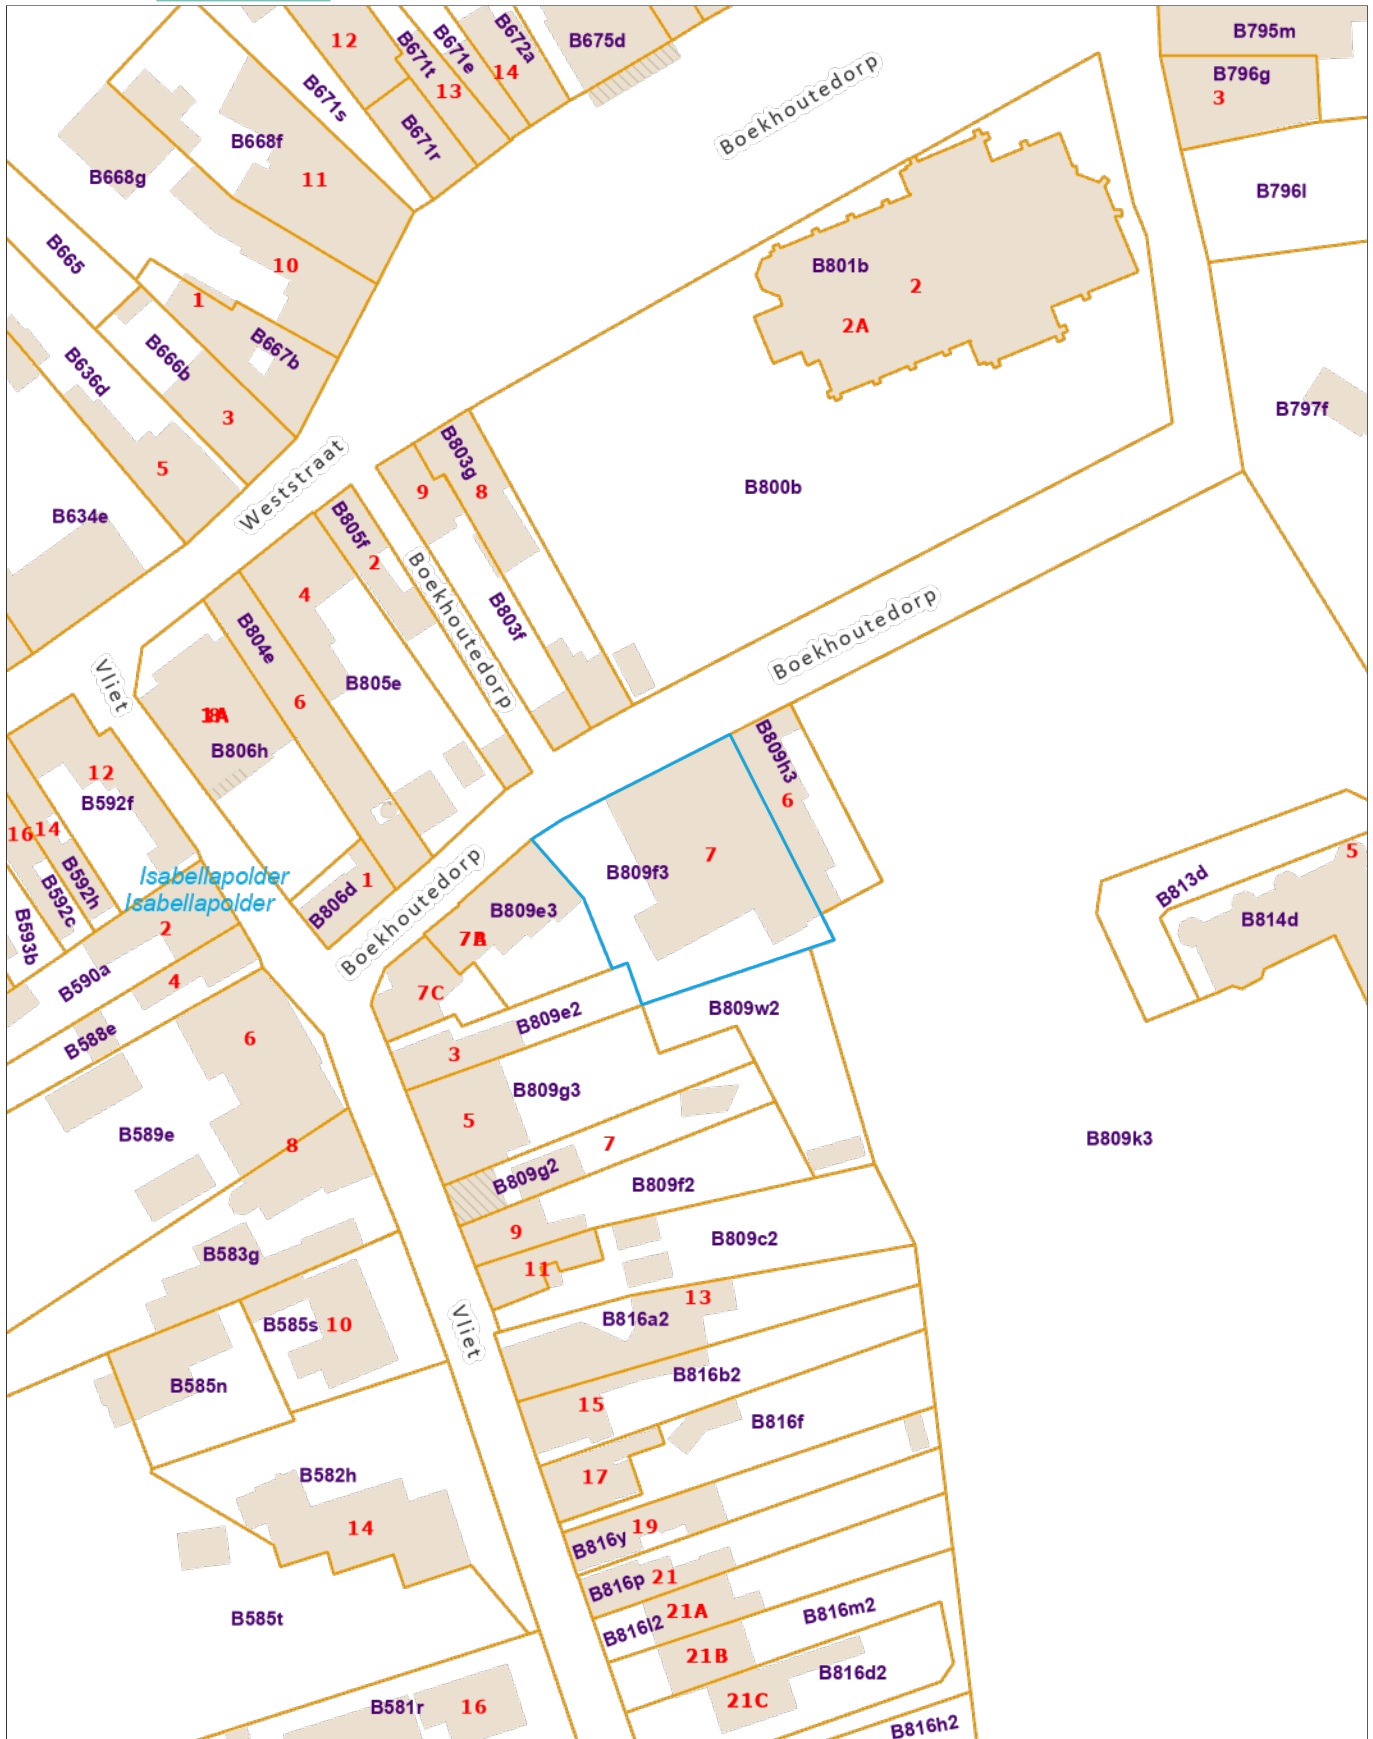 12
B671t
B671e
14
B672a
B675d
13
B671s
B671r
B668f
B668g
11
Boekhoutedorp
B795m
B796g
3
B796l
B665
10
1
B667b
B666b
3
B636d
5
B634e
B801b
2
2A
B797f
B800b
Weststraat
B803g
9
8
B805f
2
4
Boekhoutedorp
B803f
Boekhoutedorp
B804e
B805e
6
Vliet
1A
B806h
12
B592f
14
16
B592h
B592c
B593b
Isabellapolder
Isabellapolder
2
1
B806d
Boekhoutedorp
B809h3
6
7
B809f3
B809e3
7C
B809e2
B809w2
B813d
5
B814d
B590a
4
B588e
6
3
B809g3
5
B589e
8
7
B809g2
B809f2
B809k3
9
B809c2
11
B583g
13
B816a2
Vliet
B585s
10
B585n
B816b2
15
B816f
17
B582h
14
19
B816y
21
B816p
21A
B816l2
B816m2
B585t
21B
B816d2
21C
B581r
16
B816h2